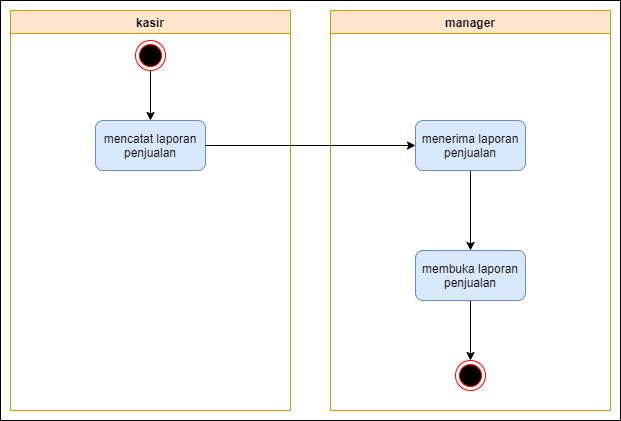 kasir
manager
mencatat laporan
penjualan
menerima laporan
penjualan
membuka laporan
penjualan